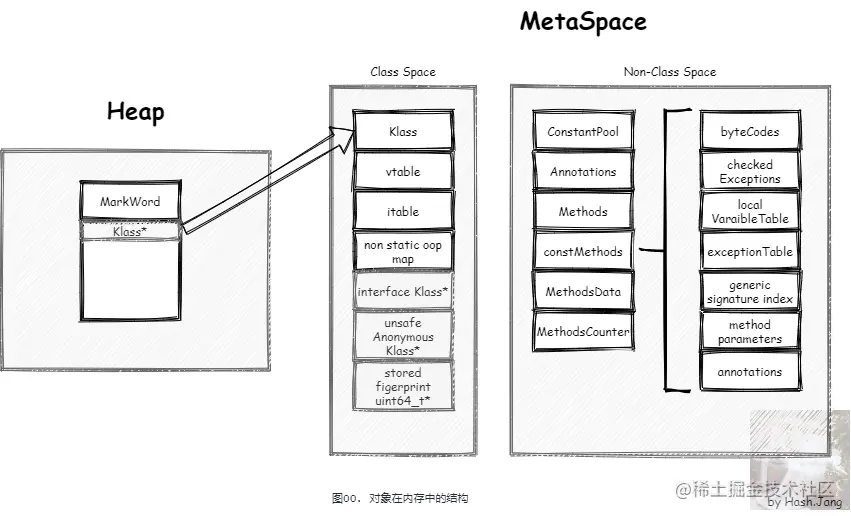 MetaSpace
Heap
MarkWord
Klass*
Class Space
Klass
vtable
itable
non static oop
map
interface Klass*
unsafe
Anonymous
Klass*
stored
figerprint
uint64_t*
Non-Class Space
ConstantPool
Annotations
Methods
constMethods
MethodsData
MethodsCounter
byteCodes
checked
Exceptions
local
VaraibleTable
exceptionTable
generic
signature index
method
parameters
annotations
图00. 对象在内存中的结构
@稀土掘金技术社区
by Hash.Jang